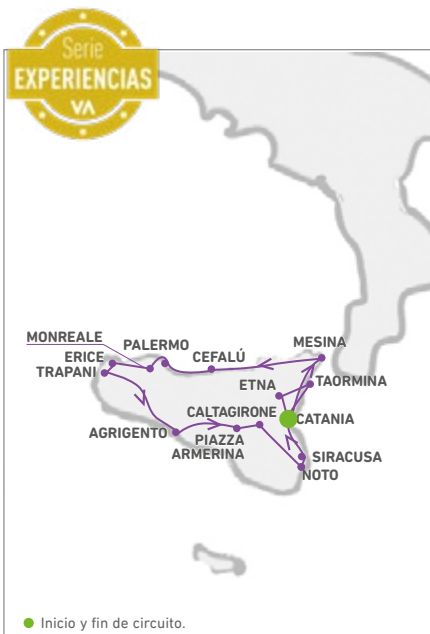 Serie
EXPERIENCIAS
VA
MONREALE
PALERMO
CEFALÚ
MESINA
ERICE
TRAPANI
ETNA
TAORMINA
CALTAGIRONE
CATANIA
AGRIGENTO
PIAZZA
ARMERINA
SIRACUSA
NOTO
Inicio y fin de circuito.